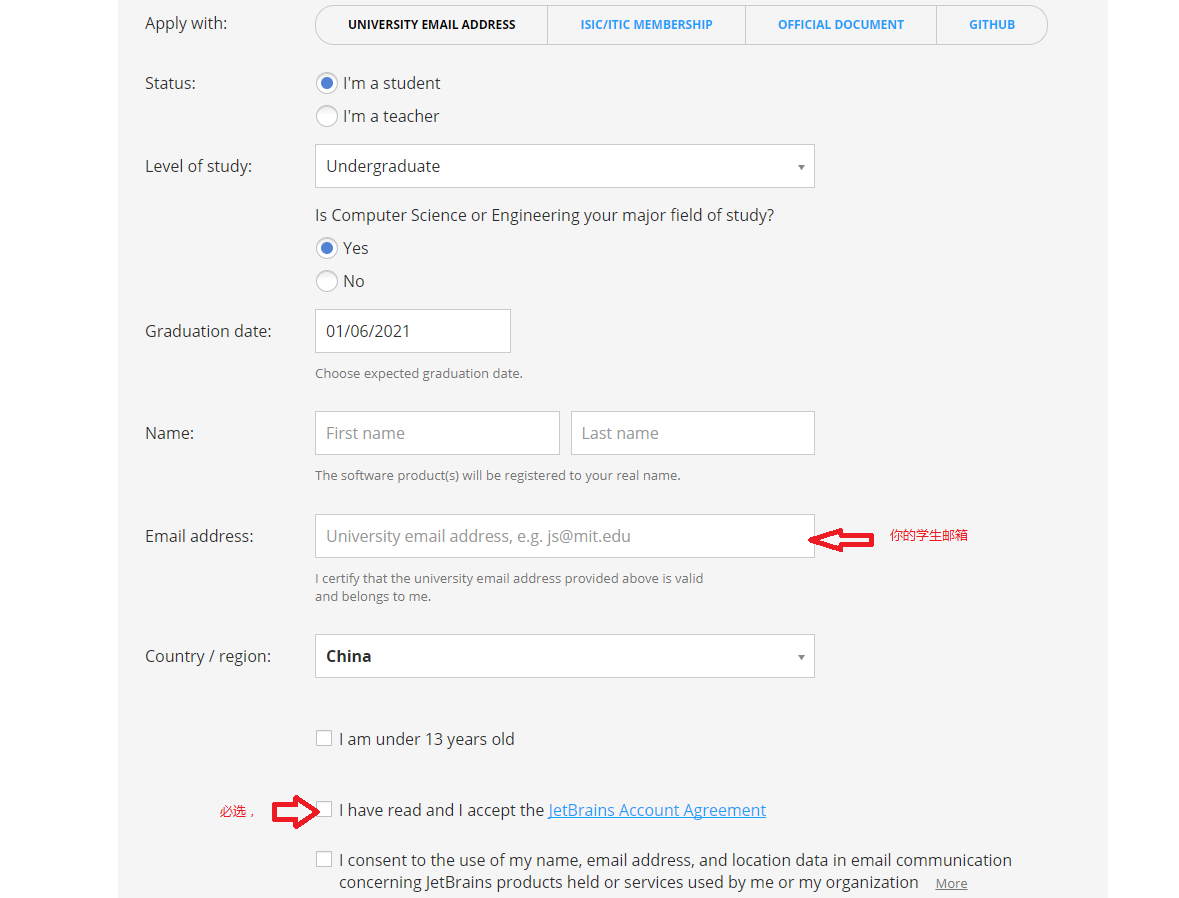 Apply with:
UNIVERSITY EMAIL ADDRESS
ISIC/ITIC MEMBERSHIP
OFFICIAL DOCUMENT
GITHUB
Status:
I'm a student
I'm a teacher
Level of study:
Undergraduate
Is Computer Science or Engineering your major field of study?
Yes
No
Graduation date:
01/06/2021
Choose expected graduation date.
Name:
First name
Last name
The software product(s) will be registered to your real name.
Email address:
University email address, e.g. js@mit.edu
你的学生邮箱
I certify that the university email address provided above is valid
and belongs to me.
Country / region:
China
I am under 13 years old
必选，
I have read and I accept the JetBrains Account Agreement
I consent to the use of my name, email address, and location data in email communication
concerning JetBrains products held or services used by me or my organization More